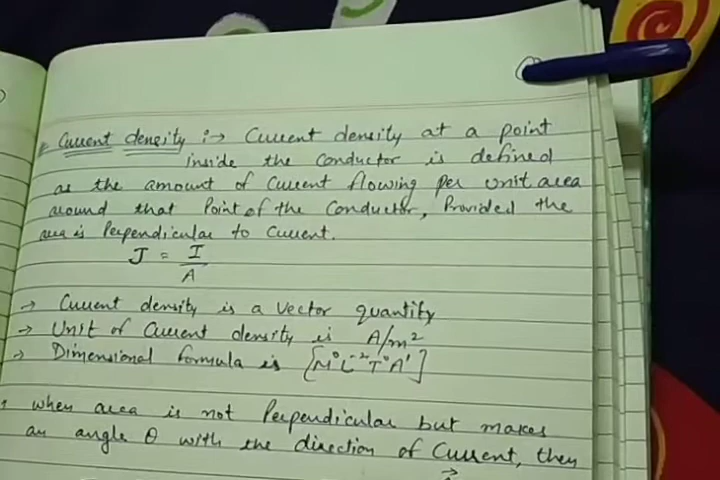 Current density :→ Current density at a point
inside the conductor is defined
as the amount of current flowing per unit area
around that Point of the conductor, Provided the
area is Perpendicular to current.
J = I/A
→ Current density is a vector quantity
→ Unit of Current density is A/m²
→ Dimensional formula is [M⁰L⁻²T⁰A¹]
when area is not Perpendicular but makes
an angle θ with the direction of Current, then